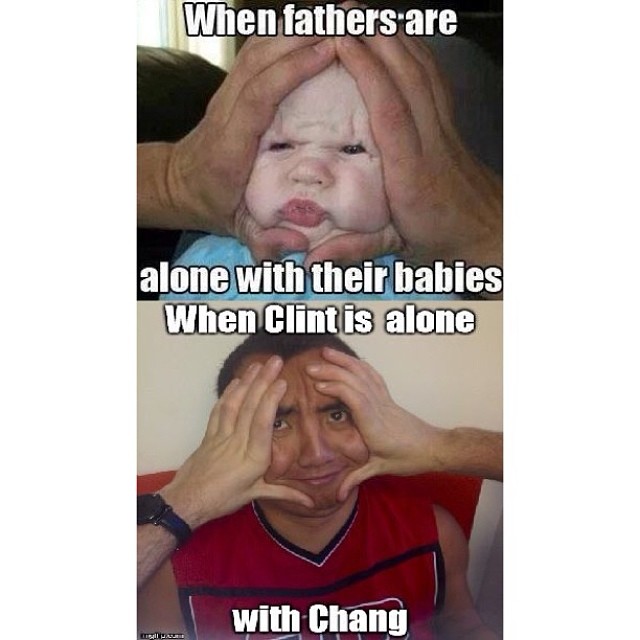 When fathers are
alone with their babies
When Clint is alone
with Chang